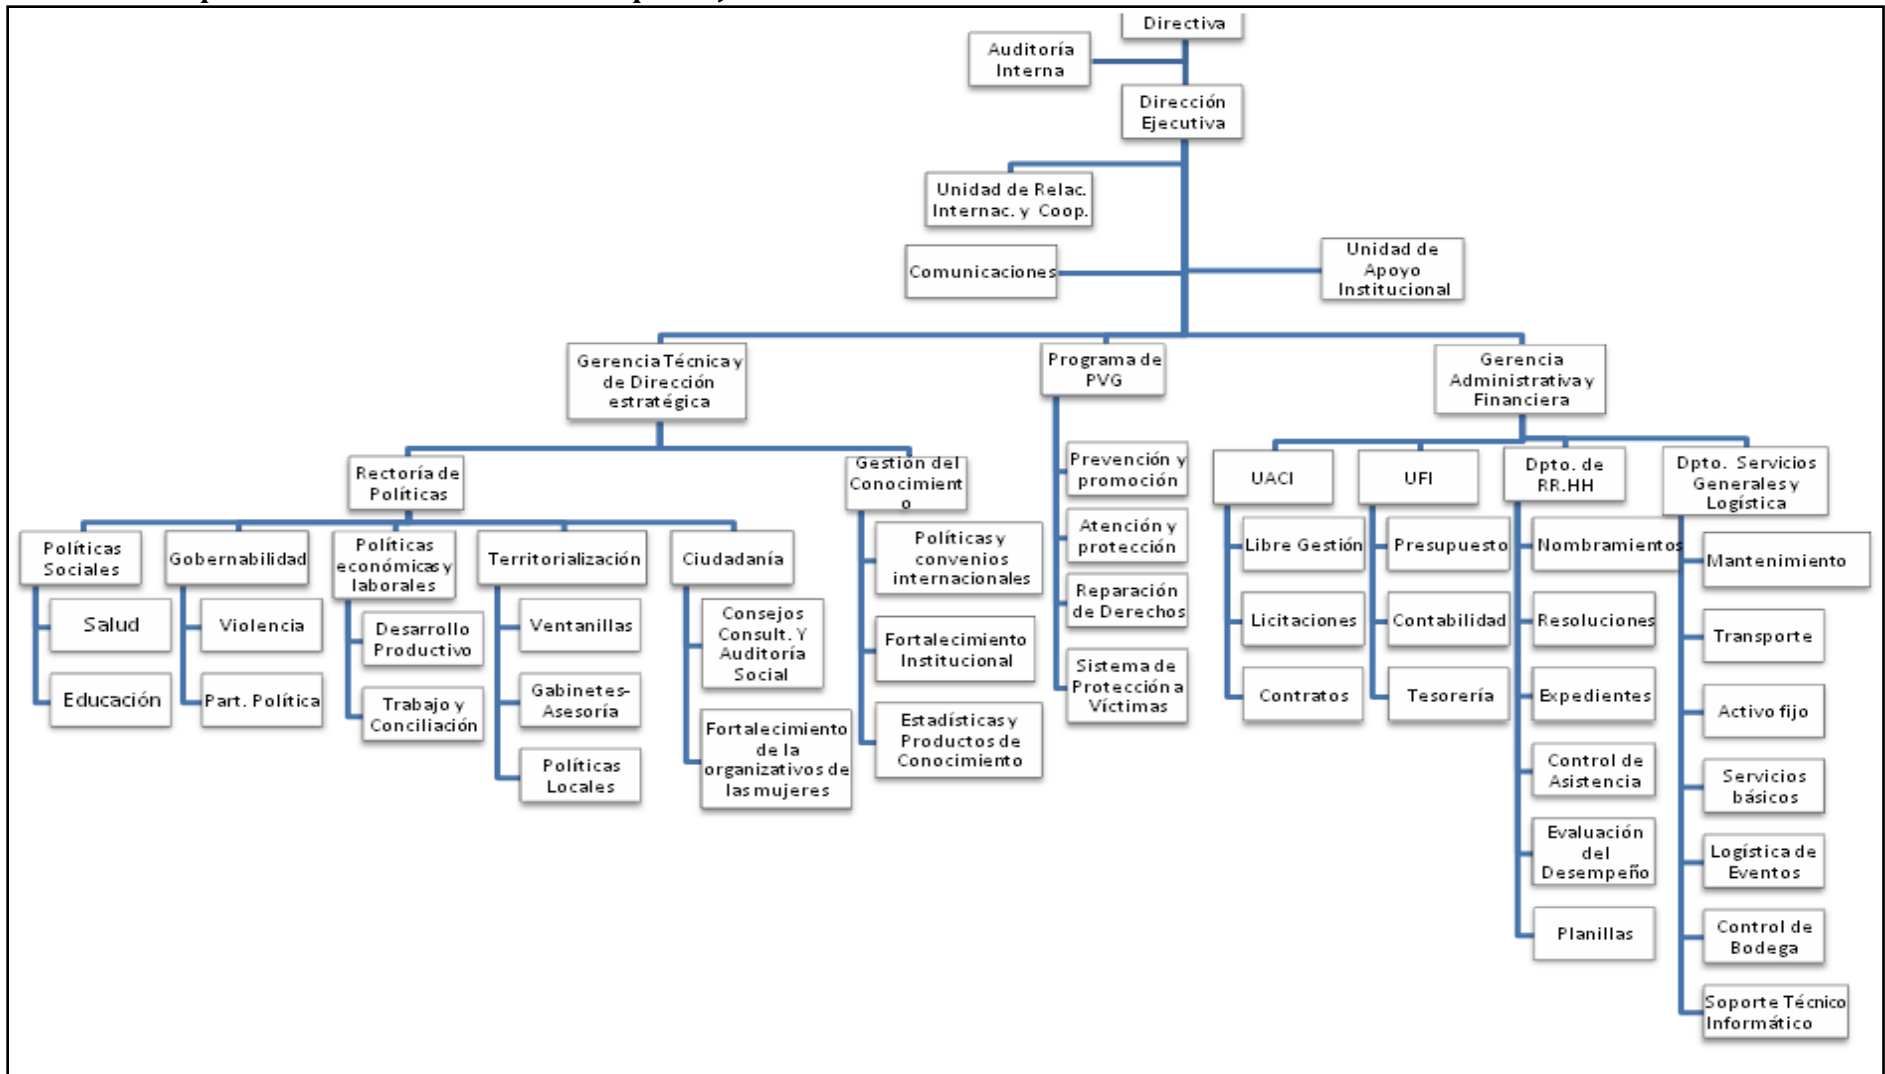 Directiva
Auditoría
Interna
Dirección
Ejecutiva
Unidad de Relac.
Internac. y Coop.
Comunicaciones
Unidad de
Apoyo
Institucional
Gerencia Técnica y
de Dirección
estratégica
Programa de
PVG
Gerencia
Administrativa y
Financiera
Rectoría de
Políticas
Gestión del
Conocimient
o
Prevención y
promoción
Atención y
protección
Reparación
de Derechos
Sistema de
Protección a
Víctimas
UACI
UFI
Dpto. de
RR.HH
Dpto. Servicios
Generales y
Logística
Políticas
Sociales
Gobernabilidad
Políticas
económicas y
laborales
Territorialización
Ciudadanía
Salud
Educación
Violencia
Part. Política
Desarrollo
Productivo
Trabajo y
Conciliación
Ventanillas
Gabinetes-
Asesoría
Políticas
Locales
Consejos
Consult. Y
Auditoría
Social
Fortalecimiento
de la
organizativos de
las mujeres
Políticas y
convenios
internacionales
Fortalecimiento
Institucional
Estadísticas y
Productos de
Conocimiento
Libre Gestión
Licitaciones
Contratos
Presupuesto
Contabilidad
Tesorería
Nombramientos
Resoluciones
Expedientes
Control de
Asistencia
Evaluación
del
Desempeño
Planillas
Mantenimiento
Transporte
Activo fijo
Servicios
básicos
Logística de
Eventos
Control de
Bodega
Soporte Técnico
Informático